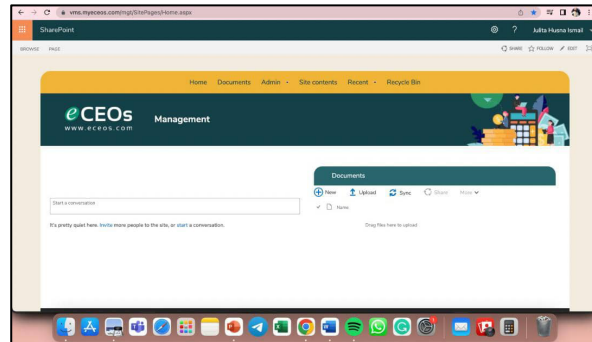 vms.myeceos.com/mgt/SitePages/Home.aspx
SharePoint
? Julita Husna Ismail
BROWSE PAGE
SHARE FOLLOW EDIT
Home Documents Admin Site contents Recent Recycle Bin
eCEOs
www.eceos.com
Management
Documents
New Upload Sync Share More
Name
Drag files here to upload
Start a conversation
It's pretty quiet here. Invite more people to the site, or start a conversation.